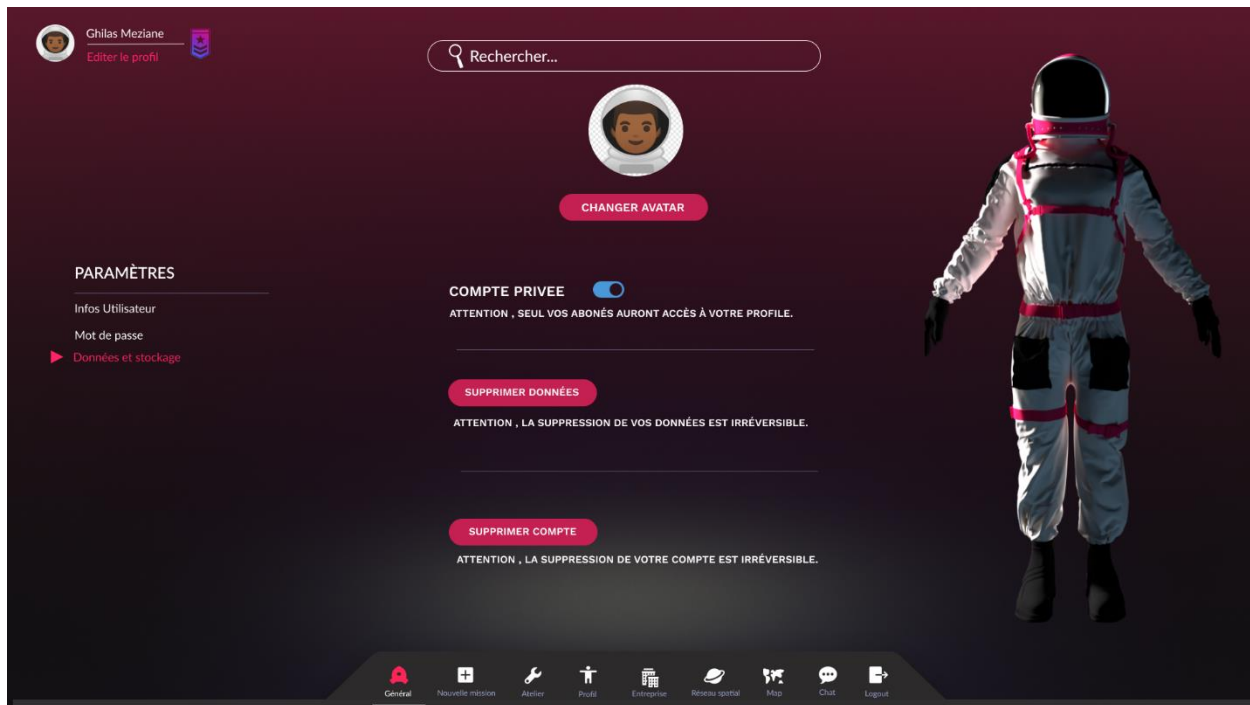 Ghilas Meziane
Editer le profil
Rechercher...
CHANGER AVATAR
PARAMÈTRES
Infos Utilisateur
Mot de passe
Données et stockage
COMPTE PRIVEE
ATTENTION , SEUL VOS ABONÉS AURONT ACCÈS À VOTRE PROFILE.
SUPPRIMER DONNÉES
ATTENTION , LA SUPPRESSION DE VOS DONNÉES EST IRRÉVERSIBLE.
SUPPRIMER COMPTE
ATTENTION , LA SUPPRESSION DE VOTRE COMPTE EST IRRÉVERSIBLE.
Général Nouvelle mission Atelier Profil Entreprise Réseau spatial Map Chat Logout